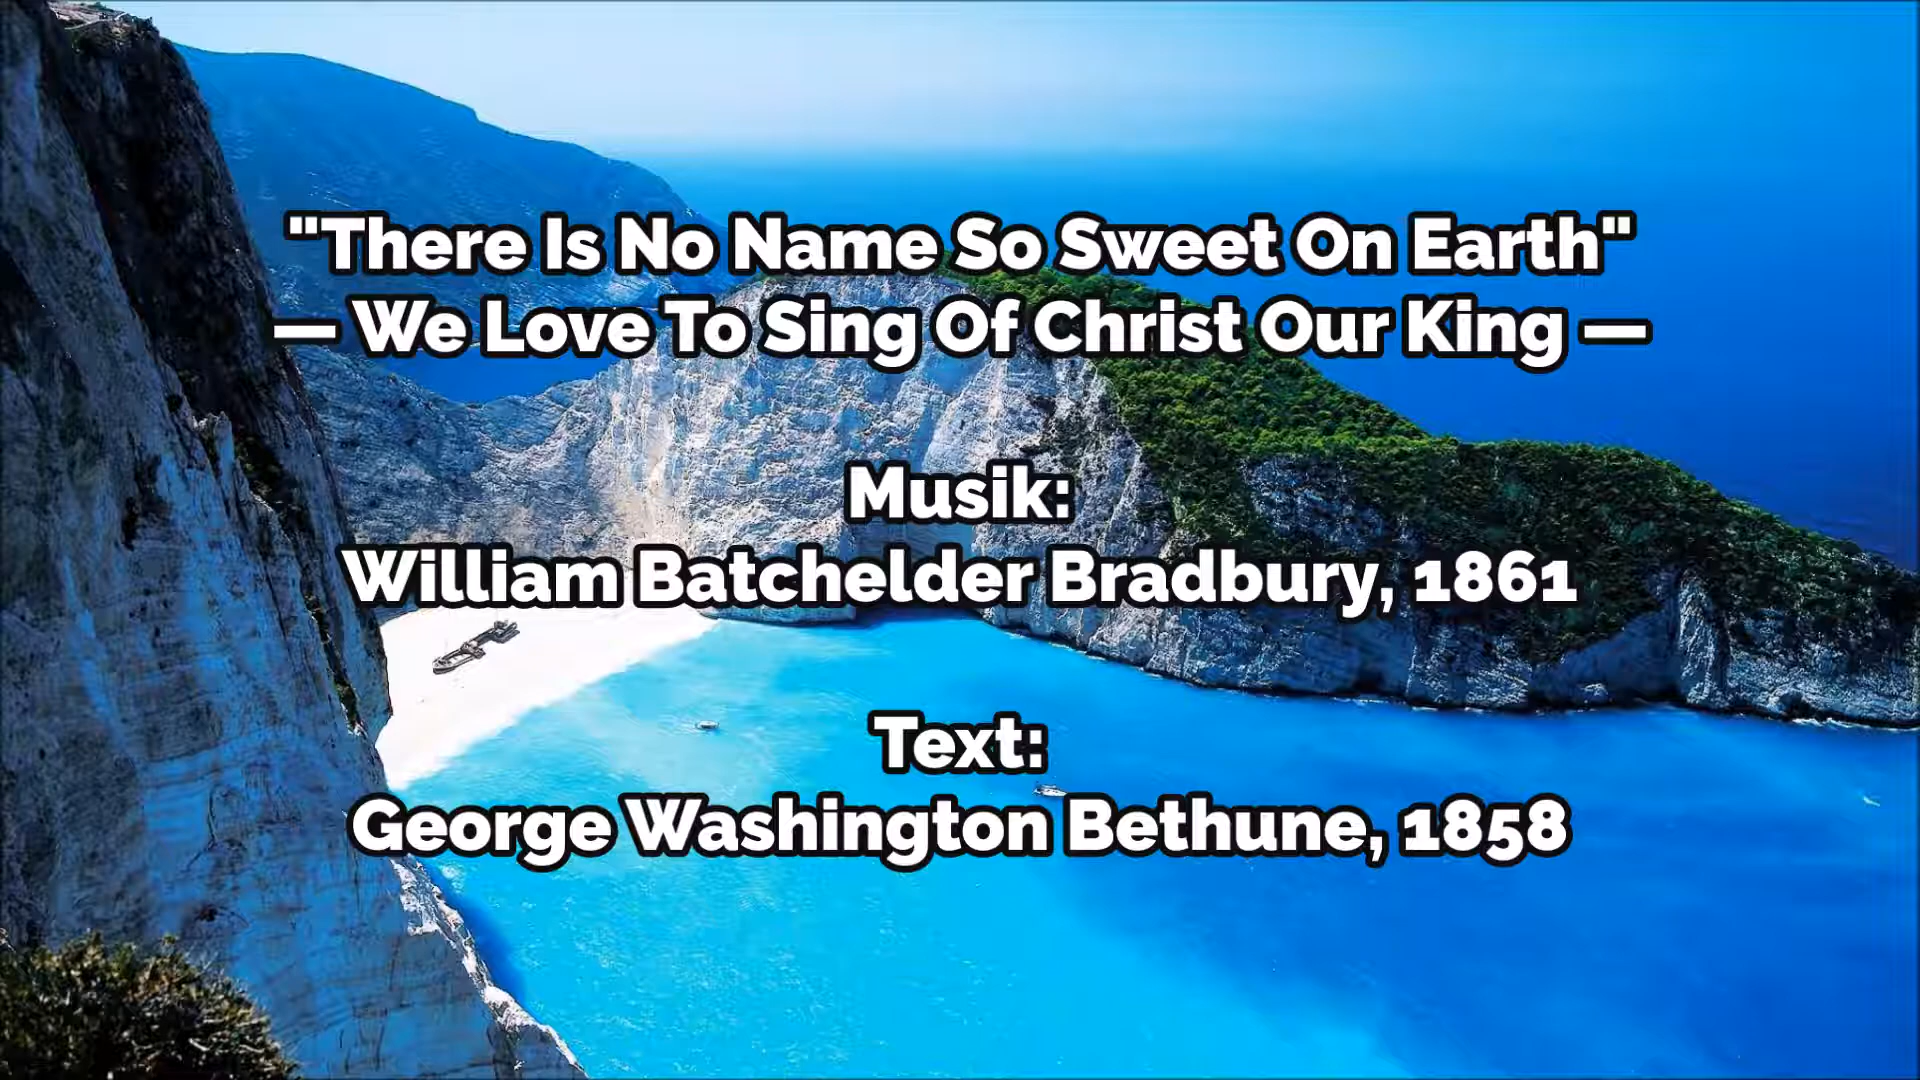 "There Is No Name So Sweet On Earth"
— We Love To Sing Of Christ Our King —
Musik:
William Batchelder Bradbury, 1861
Text:
George Washington Bethune, 1858